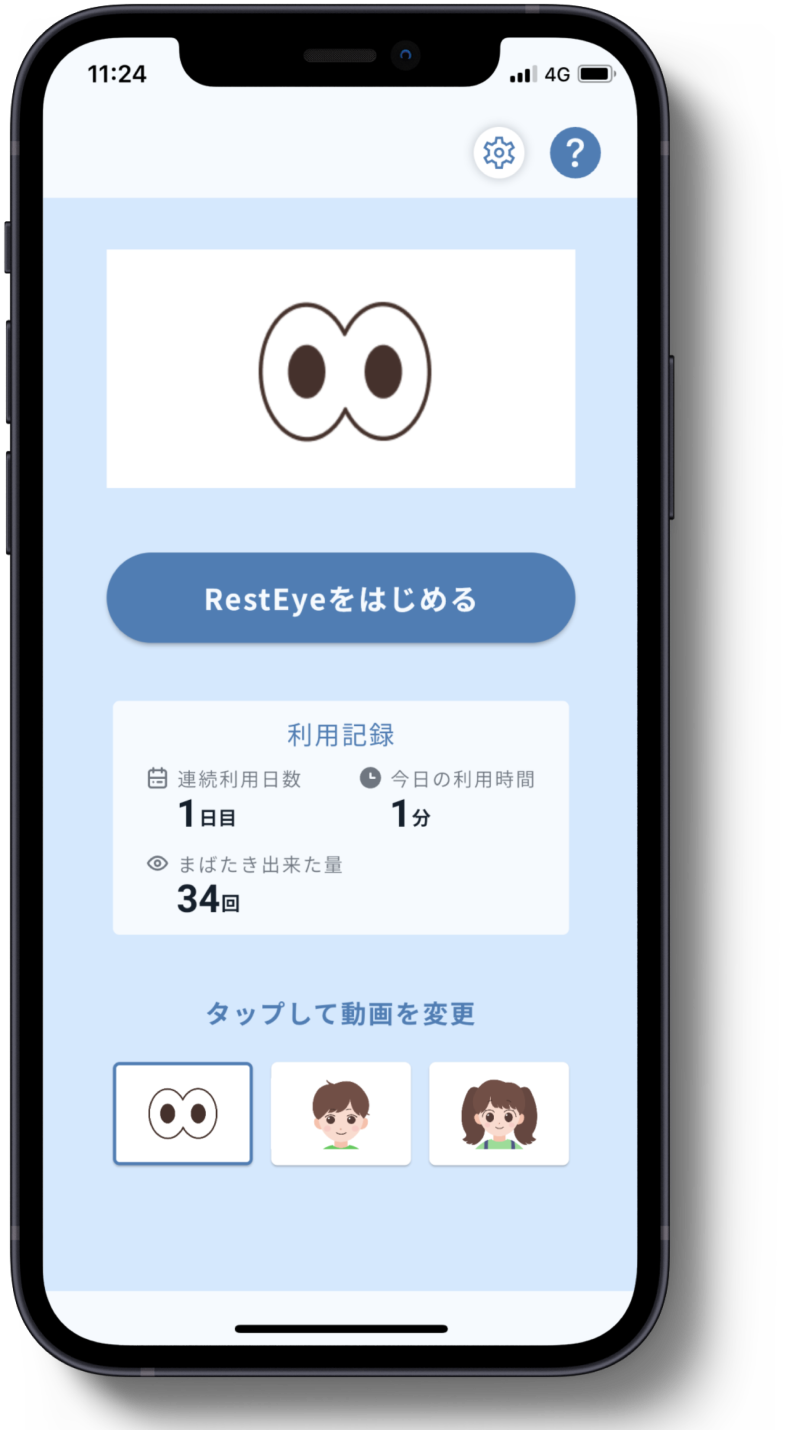 11:24 4G
?
RestEyeをはじめる
利用記録
連続利用日数 今日の利用時間
1日目 1分
まばたき出来た量
34回
タップして動画を変更